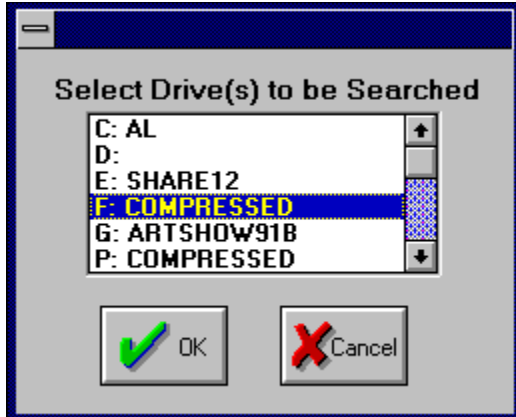 Select Drive(s) to be Searched
C: AL
D:
E: SHARE12
F: COMPRESSED
G: ARTSHOW91B
P: COMPRESSED
OK
Cancel